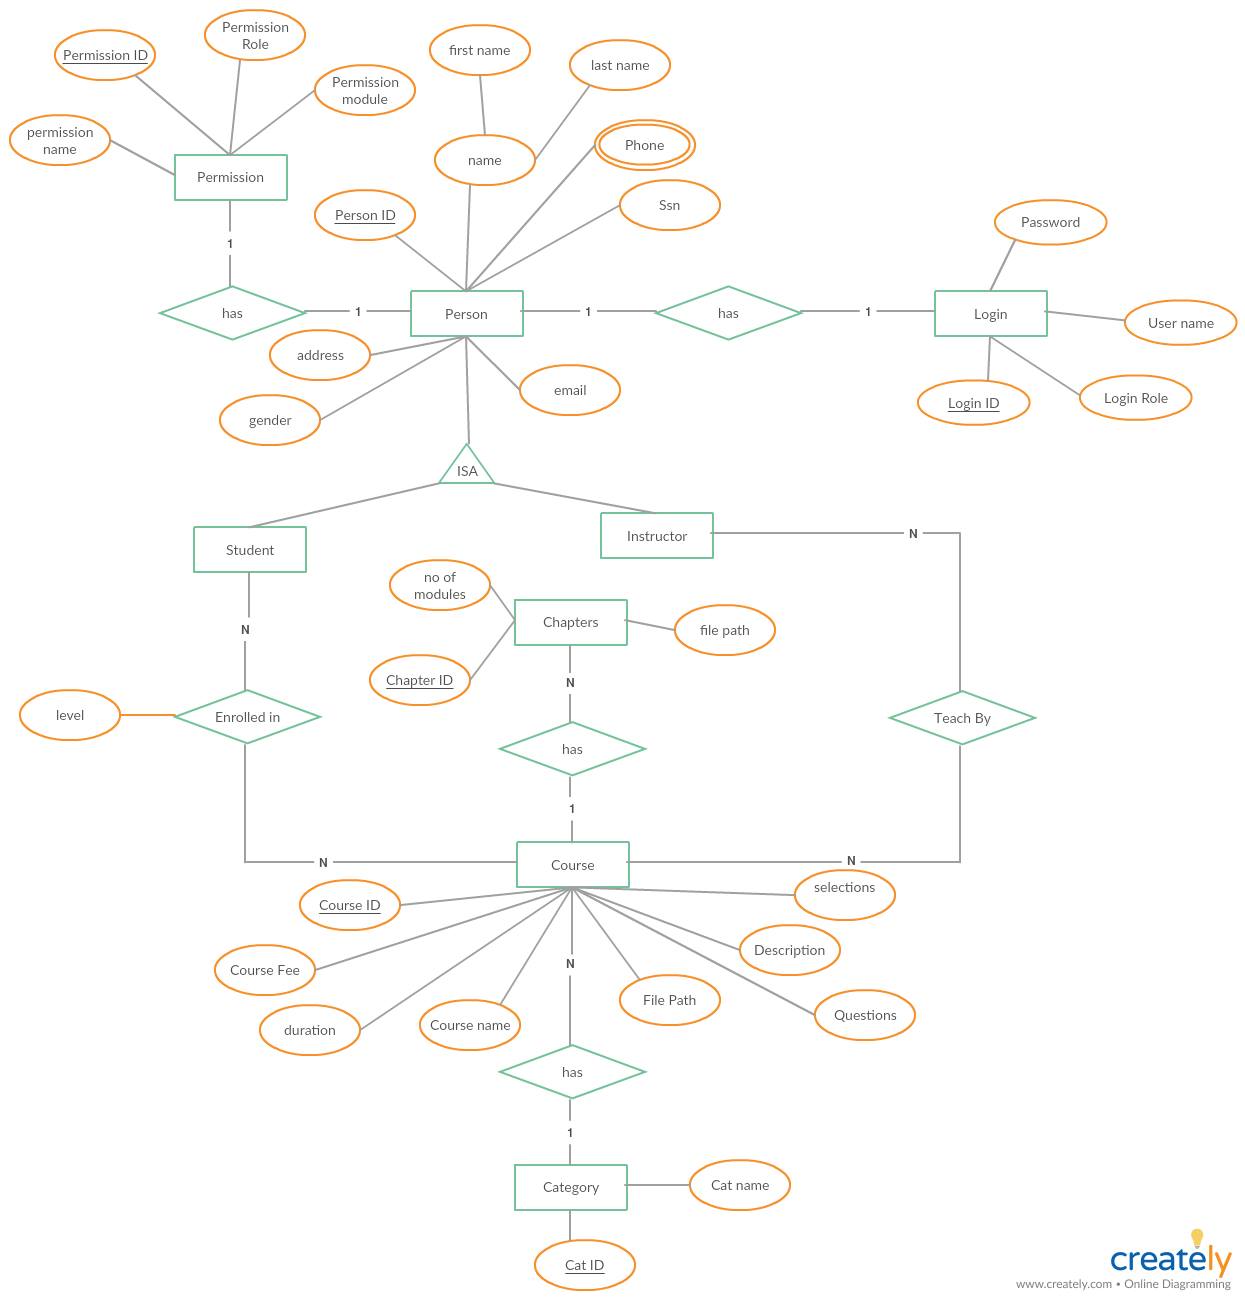 Permission
Role
first name
Permission ID
last name
Permission
module
permission
name
Phone
name
Permission
Ssn
Person ID
Password
1
has
1
Person
1
has
1
Login
User name
address
email
Login Role
Login ID
gender
ISA
Student
Instructor
N
no of
modules
Chapters
file path
N
Chapter ID
N
level
Enrolled in
Teach By
has
1
N
Course
N
selections
Course ID
Description
Course Fee
N
File Path
Questions
duration
Course name
has
1
Category
Cat name
Cat ID
creately
www.creately.com • Online Diagramming